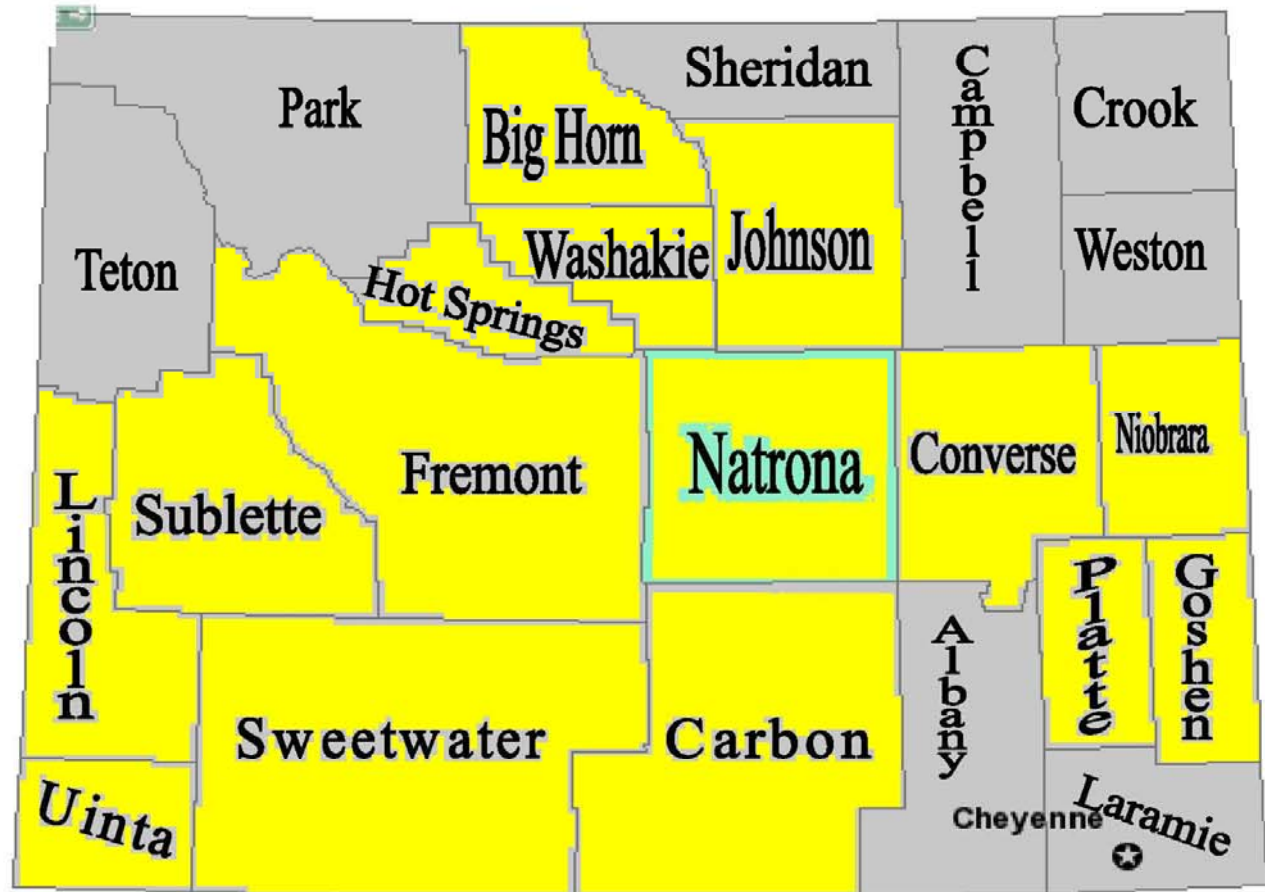 Sheridan
Campbell
Park
Crook
Big Horn
Johnson
Washakie
Weston
Teton
Hot Springs
Natrona
Converse
Niobrara
Fremont
Sublette
Lincoln
Platte
Goshen
Albany
Sweetwater
Carbon
Uinta
Laramie
Cheyenne